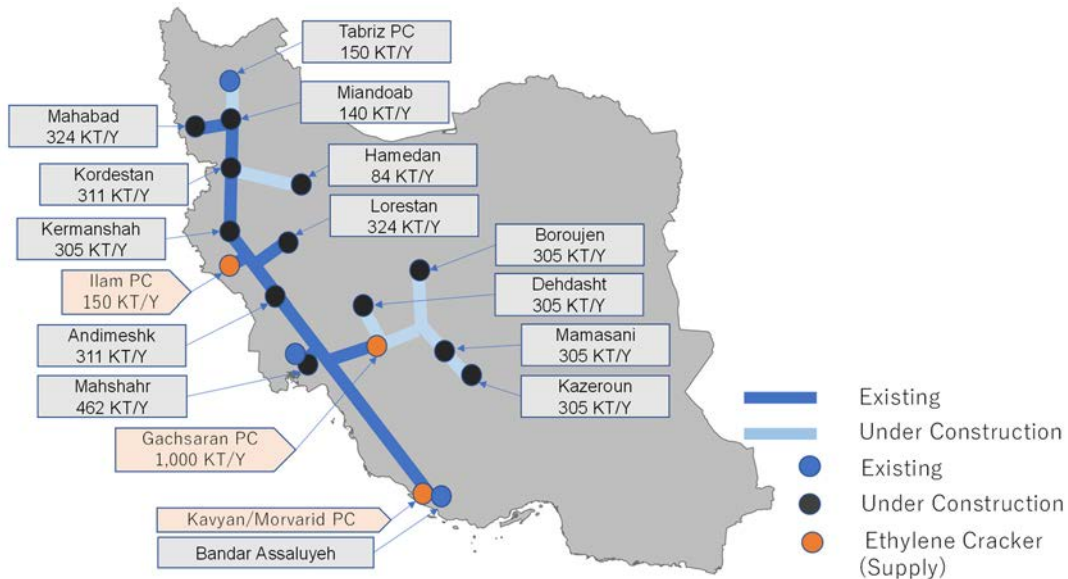 Tabriz PC
150 KT/Y
Miandoab
140 KT/Y
Mahabad
324 KT/Y
Hamedan
84 KT/Y
Kordestan
311 KT/Y
Lorestan
324 KT/Y
Kermanshah
305 KT/Y
Boroujen
305 KT/Y
Ilam PC
150 KT/Y
Dehdasht
305 KT/Y
Andimeshk
311 KT/Y
Mamasani
305 KT/Y
Mahshahr
462 KT/Y
Kazeroun
305 KT/Y
Gachsaran PC
1,000 KT/Y
Kavyan/Morvarid PC
Bandar Assaluyeh
Existing
Under Construction
Existing
Under Construction
Ethylene Cracker
(Supply)